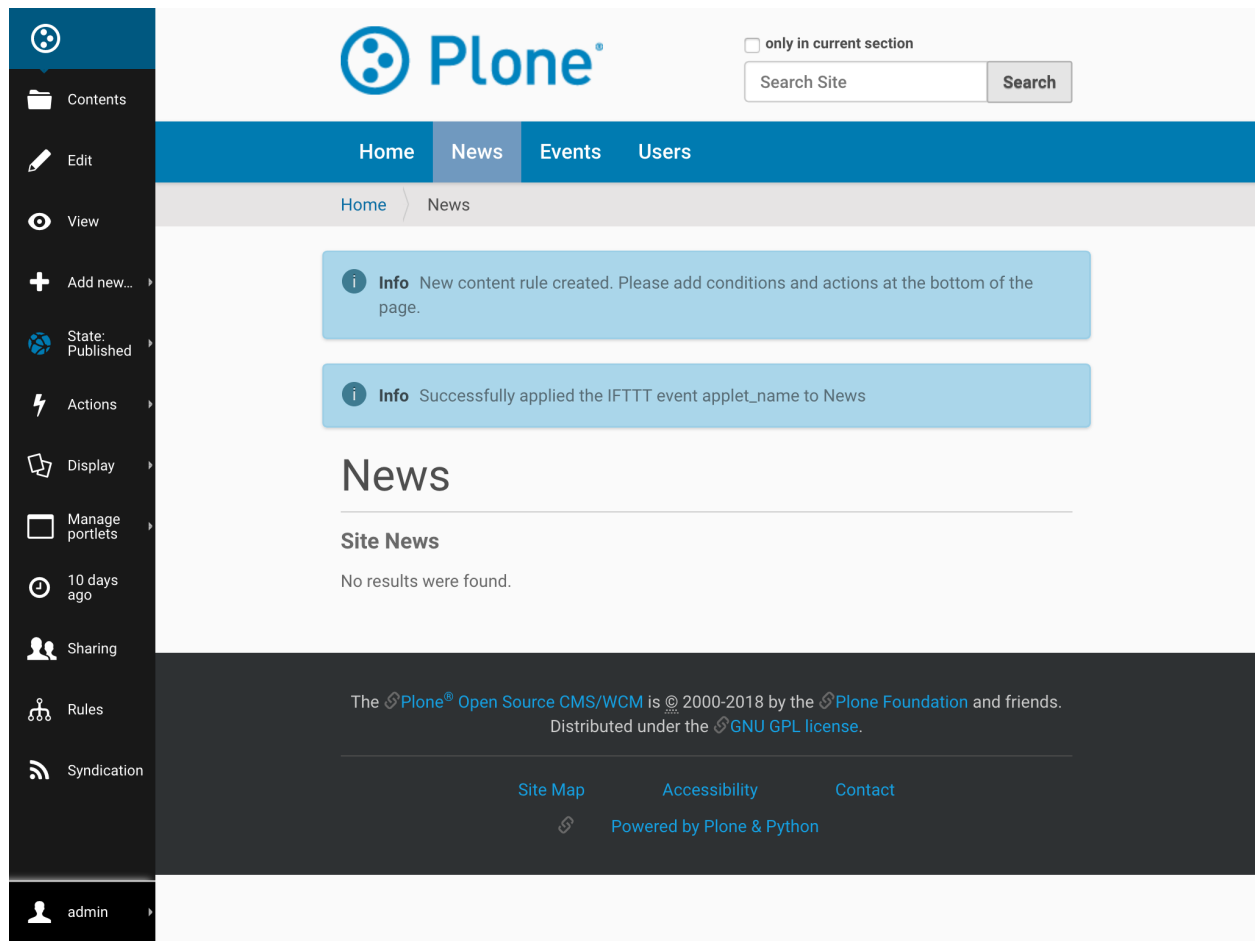 Contents
Edit
View
Add new...
State:
Published
Actions
Display
Manage
portlets
10 days
ago
Sharing
Rules
Syndication
admin
Plone®
only in current section
Search Site
Search
Home
News
Events
Users
Home
News
Info New content rule created. Please add conditions and actions at the bottom of the
page.
Info Successfully applied the IFTTT event applet_name to News
News
Site News
No results were found.
The Plone® Open Source CMS/WCM is © 2000-2018 by the Plone Foundation and friends.
Distributed under the GNU GPL license.
Site Map
Accessibility
Contact
Powered by Plone & Python